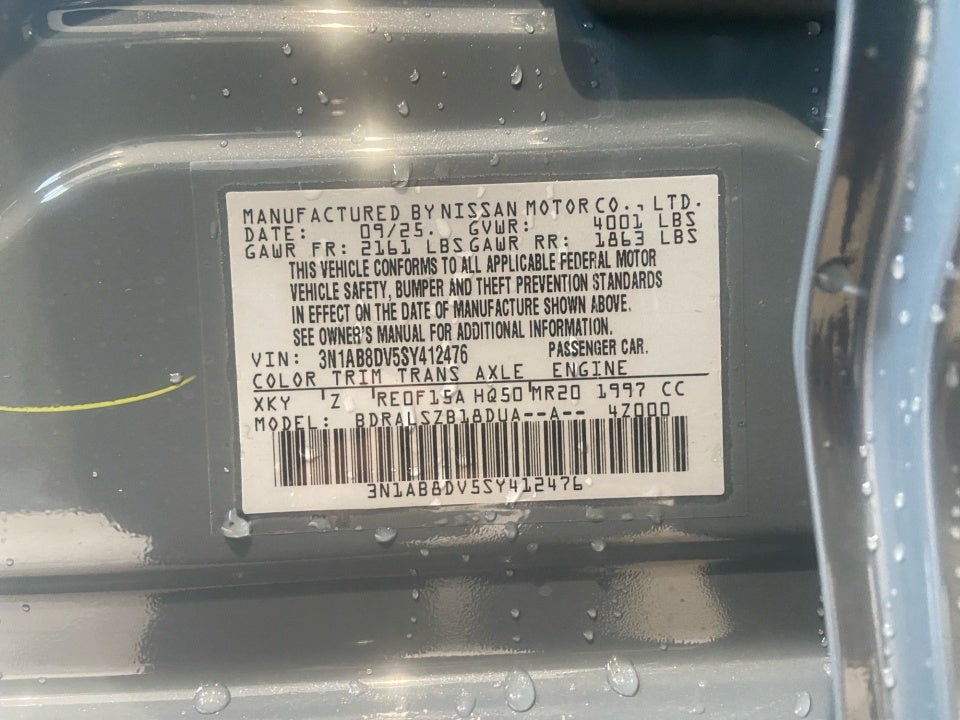 MANUFACTURED BY NISSAN MOTOR CO., LTD.
DATE: 09/25. GVWR: 4001 LBS
GAWR FR: 2161 LBS GAWR RR: 1863 LBS
THIS VEHICLE CONFORMS TO ALL APPLICABLE FEDERAL MOTOR
VEHICLE SAFETY, BUMPER AND THEFT PREVENTION STANDARDS
IN EFFECT ON THE DATE OF MANUFACTURE SHOWN ABOVE.
SEE OWNER'S MANUAL FOR ADDITIONAL INFORMATION.
VIN: 3N1AB8DV5SY412476 PASSENGER CAR.
COLOR TRIM TRANS AXLE ENGINE
XKY Z RE0F15A HQ50 MR20 1997 CC
MODEL: BDRALSZB18DUA--A-- 4Z000
3N1AB8DV5SY412476